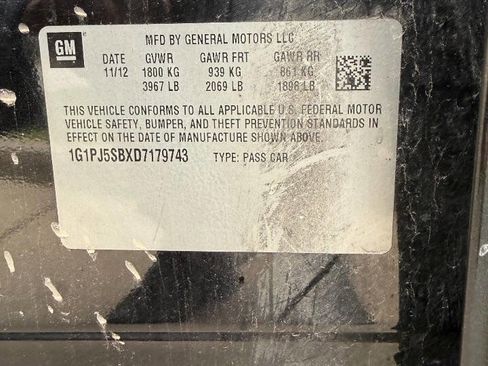 GM
MFD BY GENERAL MOTORS LLC
DATE GVWR GAWR FRT GAWR RR
11/12 1800 KG 939 KG 861 KG
3967 LB 2069 LB 1898 LB
THIS VEHICLE CONFORMS TO ALL APPLICABLE U.S. FEDERAL MOTOR
VEHICLE SAFETY, BUMPER, AND THEFT PREVENTION STANDARDS IN
EFFECT ON THE DATE OF MANUFACTURE SHOWN ABOVE.
1G1PJ5SBXD7179743 TYPE: PASS CAR